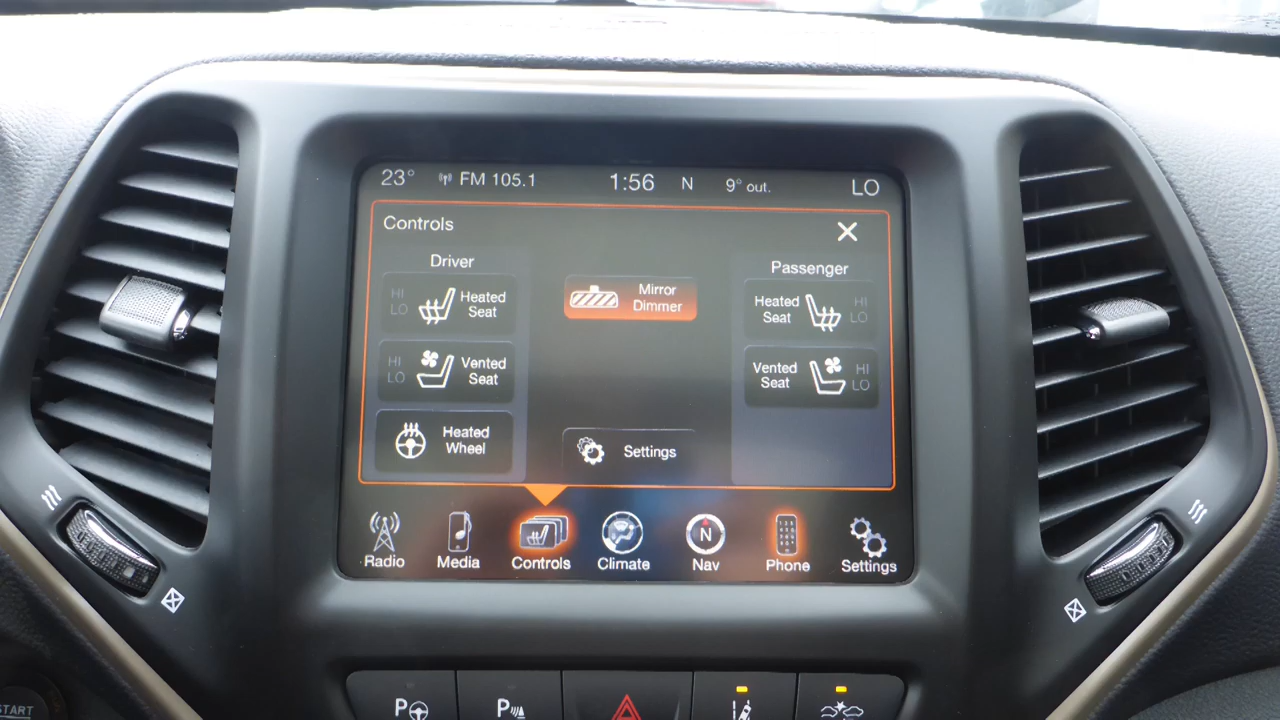 23° FM 105.1 1:56 N 9° out. LO
Controls
Driver
Passenger
HI
LO
Heated
Seat
Mirror
Dimmer
Heated
Seat
HI
LO
HI
LO
Vented
Seat
Vented
Seat
HI
LO
Heated
Wheel
Settings
Radio
Media
Controls
Climate
N
Nav
Phone
Settings
P
P
START